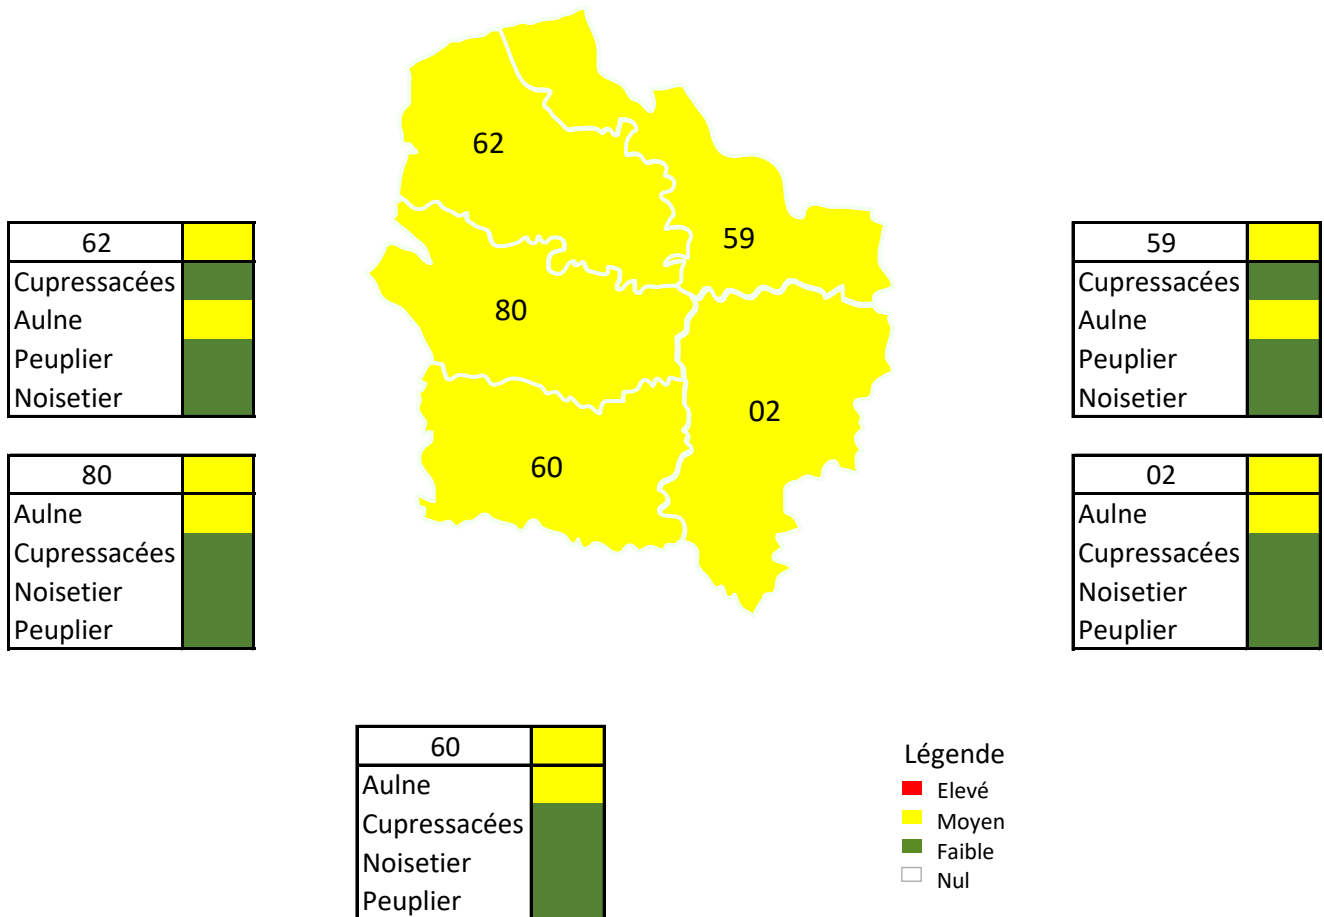 62
59
80
02
60
62
Cupressacées
Aulne
Peuplier
Noisetier
59
Cupressacées
Aulne
Peuplier
Noisetier
80
Aulne
Cupressacées
Noisetier
Peuplier
02
Aulne
Cupressacées
Noisetier
Peuplier
60
Aulne
Cupressacées
Noisetier
Peuplier
Légende
Elevé
Moyen
Faible
Nul